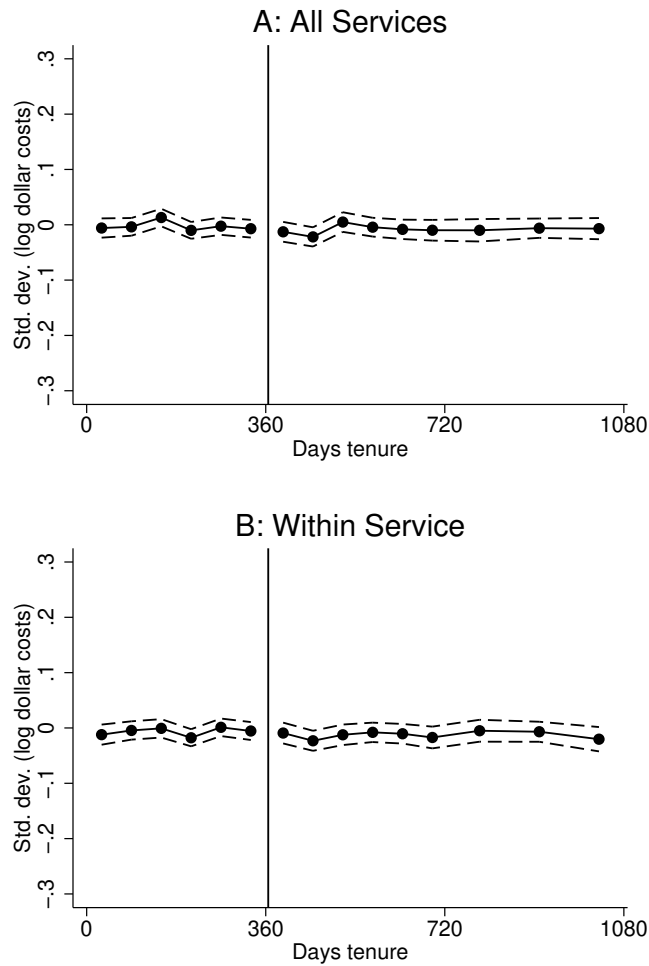 A: All Services
Std. dev. (log dollar costs)
.3
.2
.1
0
−.1
−.2
−.3
0 360 720 1080
Days tenure
B: Within Service
Std. dev. (log dollar costs)
.3
.2
.1
0
−.1
−.2
−.3
0 360 720 1080
Days tenure